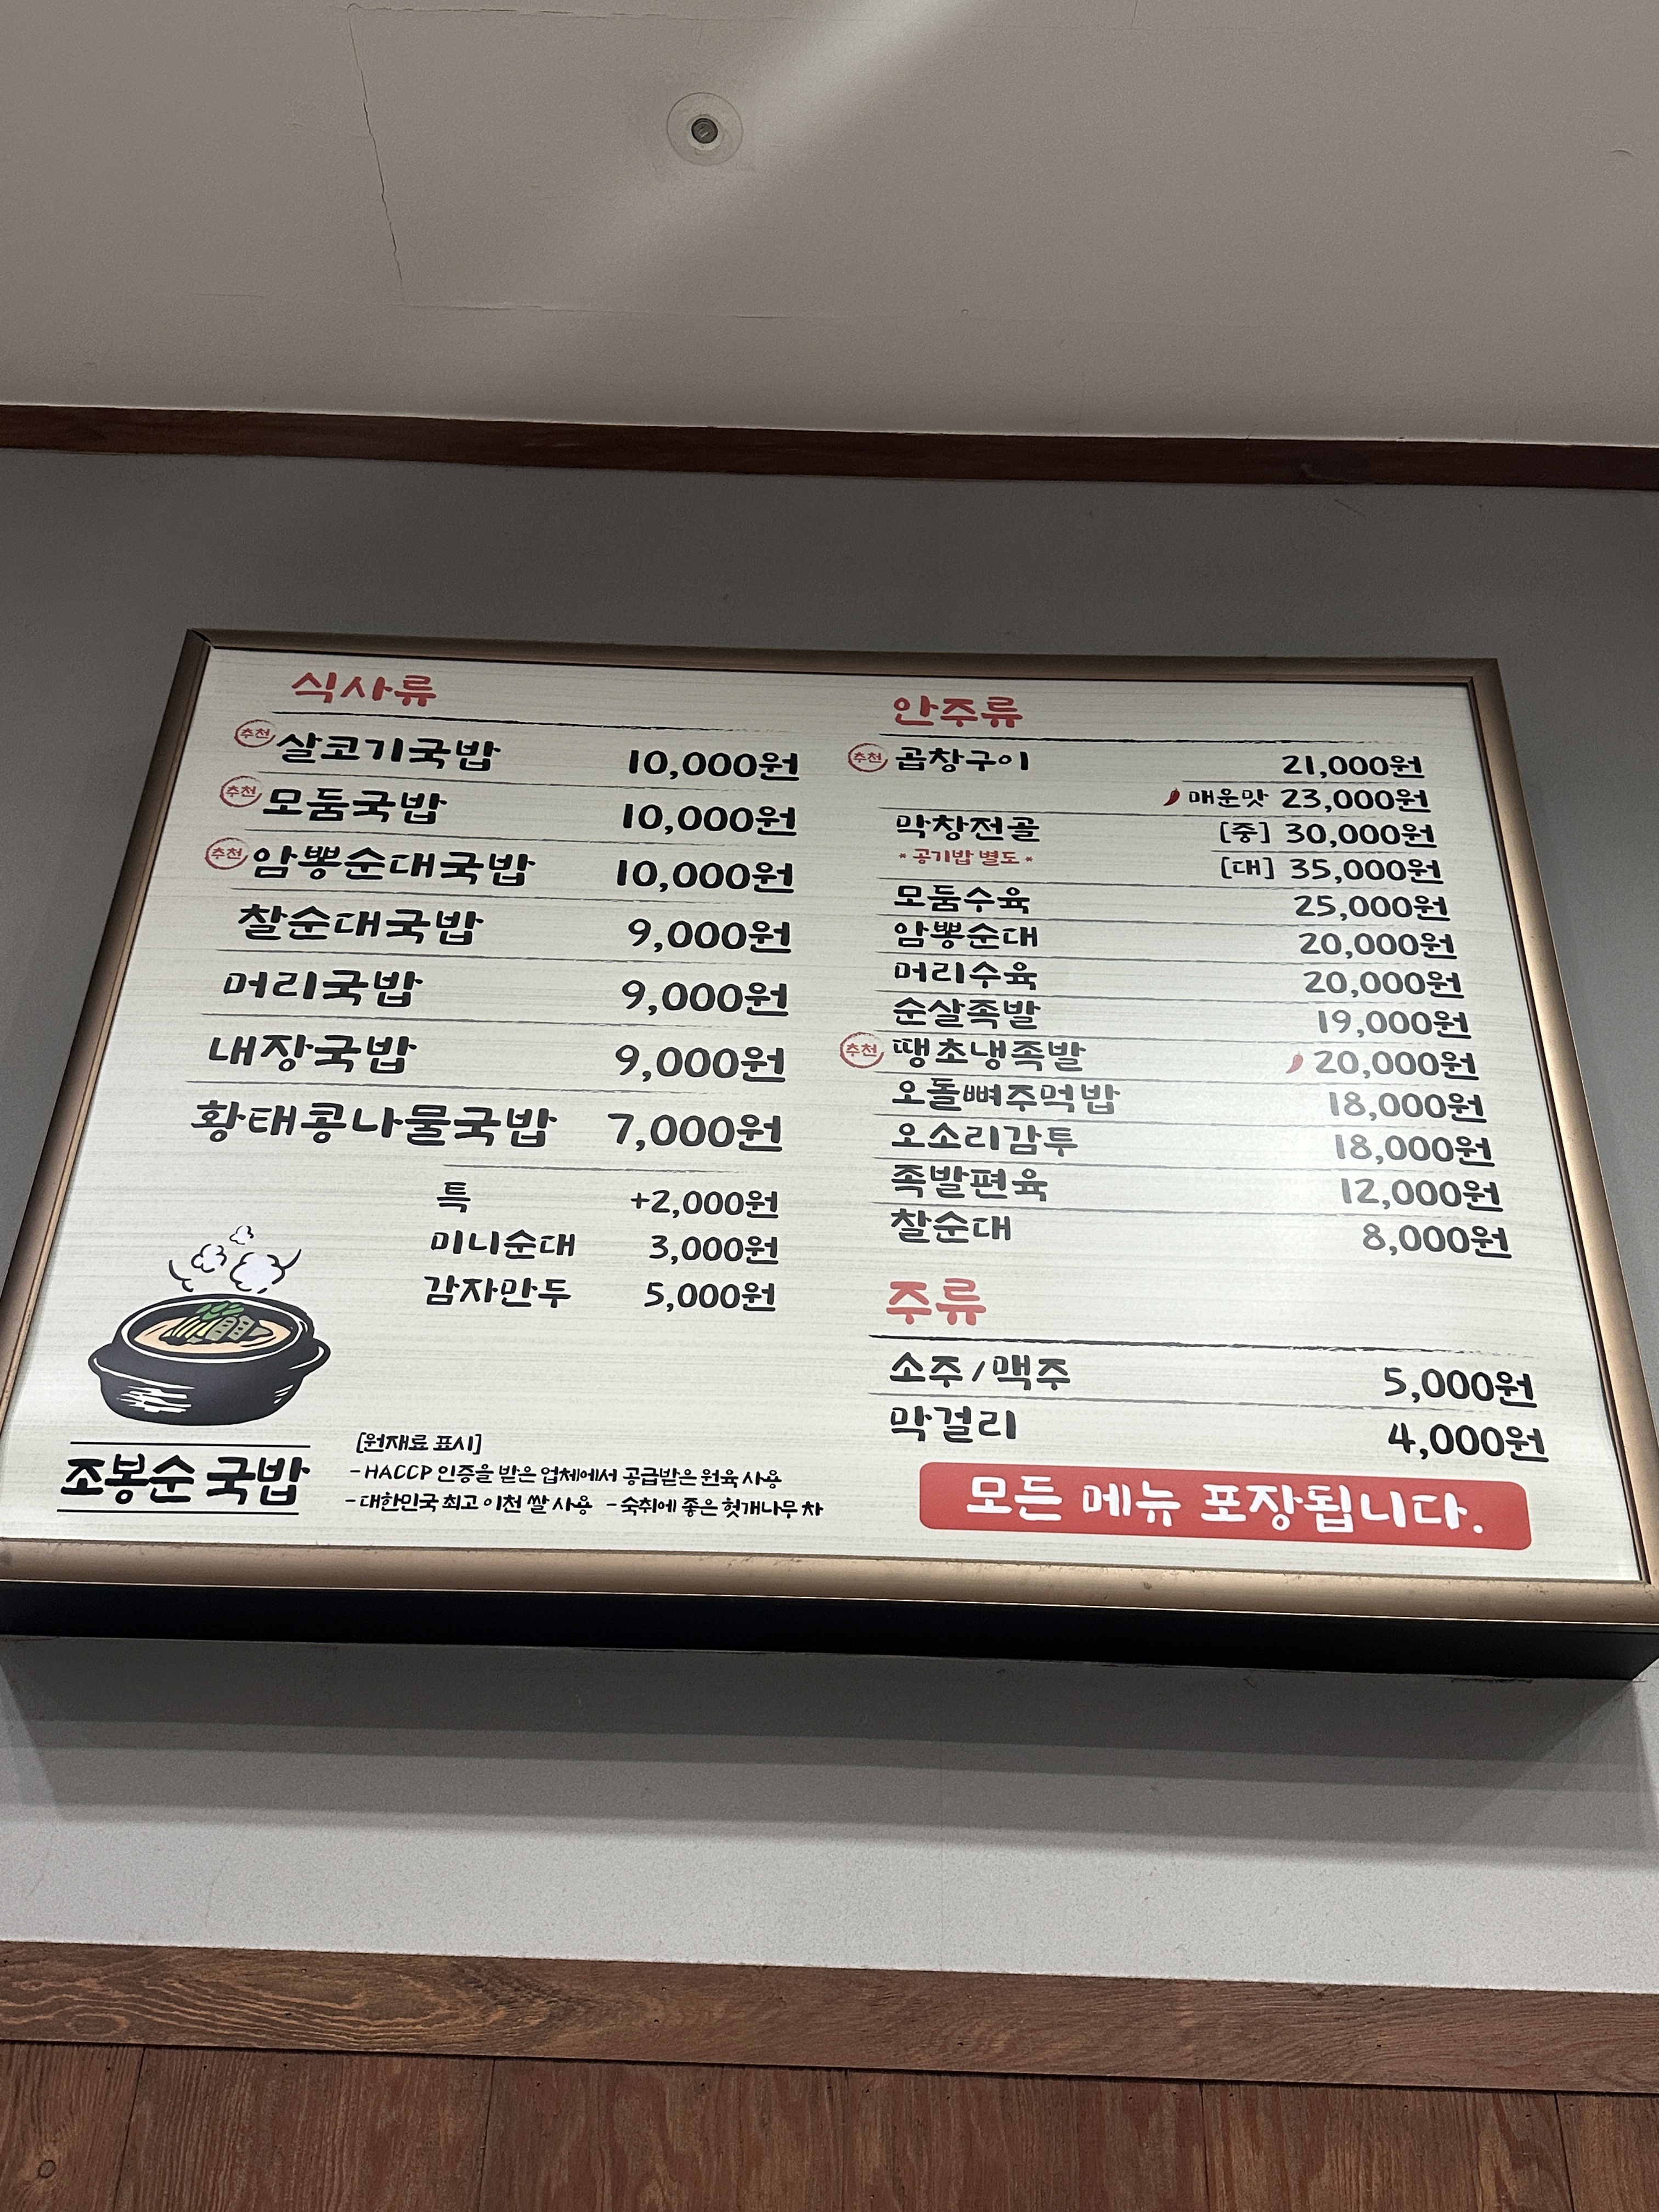 식사류
추천 살코기국밥 10,000원
추천 모둠국밥 10,000원
추천 암뽕순대국밥 10,000원
찰순대국밥 9,000원
머리국밥 9,000원
내장국밥 9,000원
황태콩나물국밥 7,000원
특 +2,000원
미니순대 3,000원
감자만두 5,000원
조봉순 국밥
[원재료 표시]
-HACCP 인증을 받은 업체에서 공급받은 원육 사용
-대한민국 최고 이천 쌀 사용 -숙취에 좋은 헛개나무 차
안주류
추천 곱창구이 21,000원
매운맛 23,000원
막창전골 [중] 30,000원
*공기밥 별도* [대] 35,000원
모둠수육 25,000원
암뽕순대 20,000원
머리수육 20,000원
순살족발 19,000원
추천 땡초냉족발 20,000원
오돌뼈주먹밥 18,000원
오소리감투 18,000원
족발편육 12,000원
찰순대 8,000원
주류
소주/맥주 5,000원
막걸리 4,000원
모든 메뉴 포장됩니다.